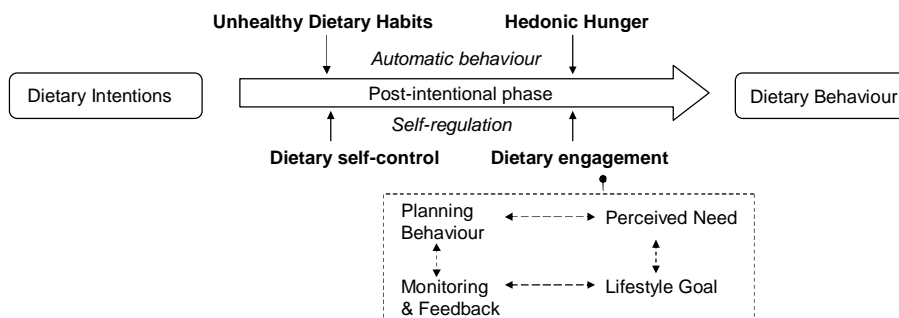 Unhealthy Dietary Habits
Hedonic Hunger
Automatic behaviour
Dietary Intentions
Post-intentional phase
Dietary Behaviour
Self-regulation
Dietary self-control
Dietary engagement
Planning
Behaviour
Perceived Need
Monitoring
& Feedback
Lifestyle Goal